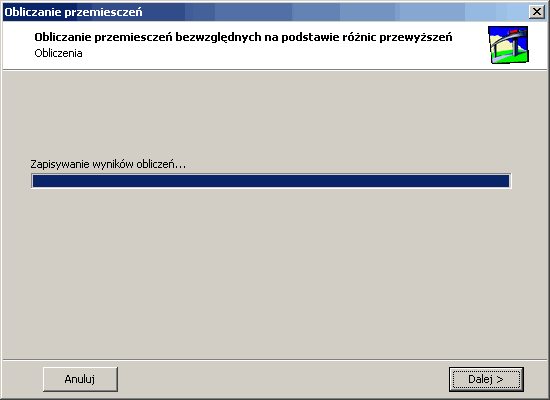 Obliczanie przemieszczeń
Obliczanie przemieszczeń bezwzględnych na podstawie różnic przewyższeń
Obliczenia
Zapisywanie wyników obliczeń...
Anuluj
Dalej >